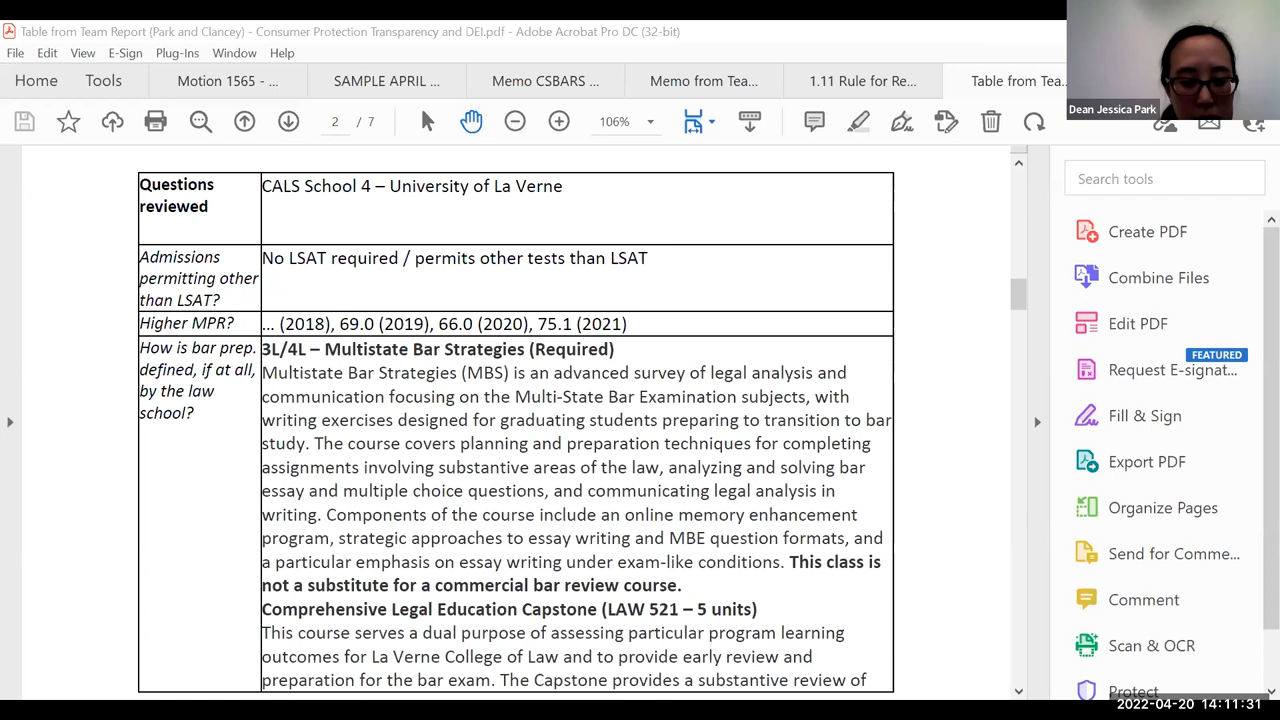 Table from Team Report (Park and Clancey) - Consumer Protection Transparency and DEI.pdf - Adobe Acrobat Pro DC (32-bit)
File Edit View E-Sign Plug-Ins Window Help
Home Tools Motion 1565 - ... SAMPLE APRIL ... Memo CSBARS ... Memo from Tea... 1.11 Rule for Re... Table from Tea...
Dean Jessica Park
2 / 7 106%
Questions reviewed
CALS School 4 – University of La Verne
Admissions permitting other than LSAT?
No LSAT required / permits other tests than LSAT
Higher MPR?
... (2018), 69.0 (2019), 66.0 (2020), 75.1 (2021)
How is bar prep. defined, if at all, by the law school?
3L/4L – Multistate Bar Strategies (Required)
Multistate Bar Strategies (MBS) is an advanced survey of legal analysis and
communication focusing on the Multi-State Bar Examination subjects, with
writing exercises designed for graduating students preparing to transition to bar
study. The course covers planning and preparation techniques for completing
assignments involving substantive areas of the law, analyzing and solving bar
essay and multiple choice questions, and communicating legal analysis in
writing. Components of the course include an online memory enhancement
program, strategic approaches to essay writing and MBE question formats, and
a particular emphasis on essay writing under exam-like conditions. This class is
not a substitute for a commercial bar review course.
Comprehensive Legal Education Capstone (LAW 521 – 5 units)
This course serves a dual purpose of assessing particular program learning
outcomes for La Verne College of Law and to provide early review and
preparation for the bar exam. The Capstone provides a substantive review of
Search tools
Create PDF
Combine Files
Edit PDF
FEATURED
Request E-signat...
Fill & Sign
Export PDF
Organize Pages
Send for Comme...
Comment
Scan & OCR
Protect
2022-04-20 14:11:31